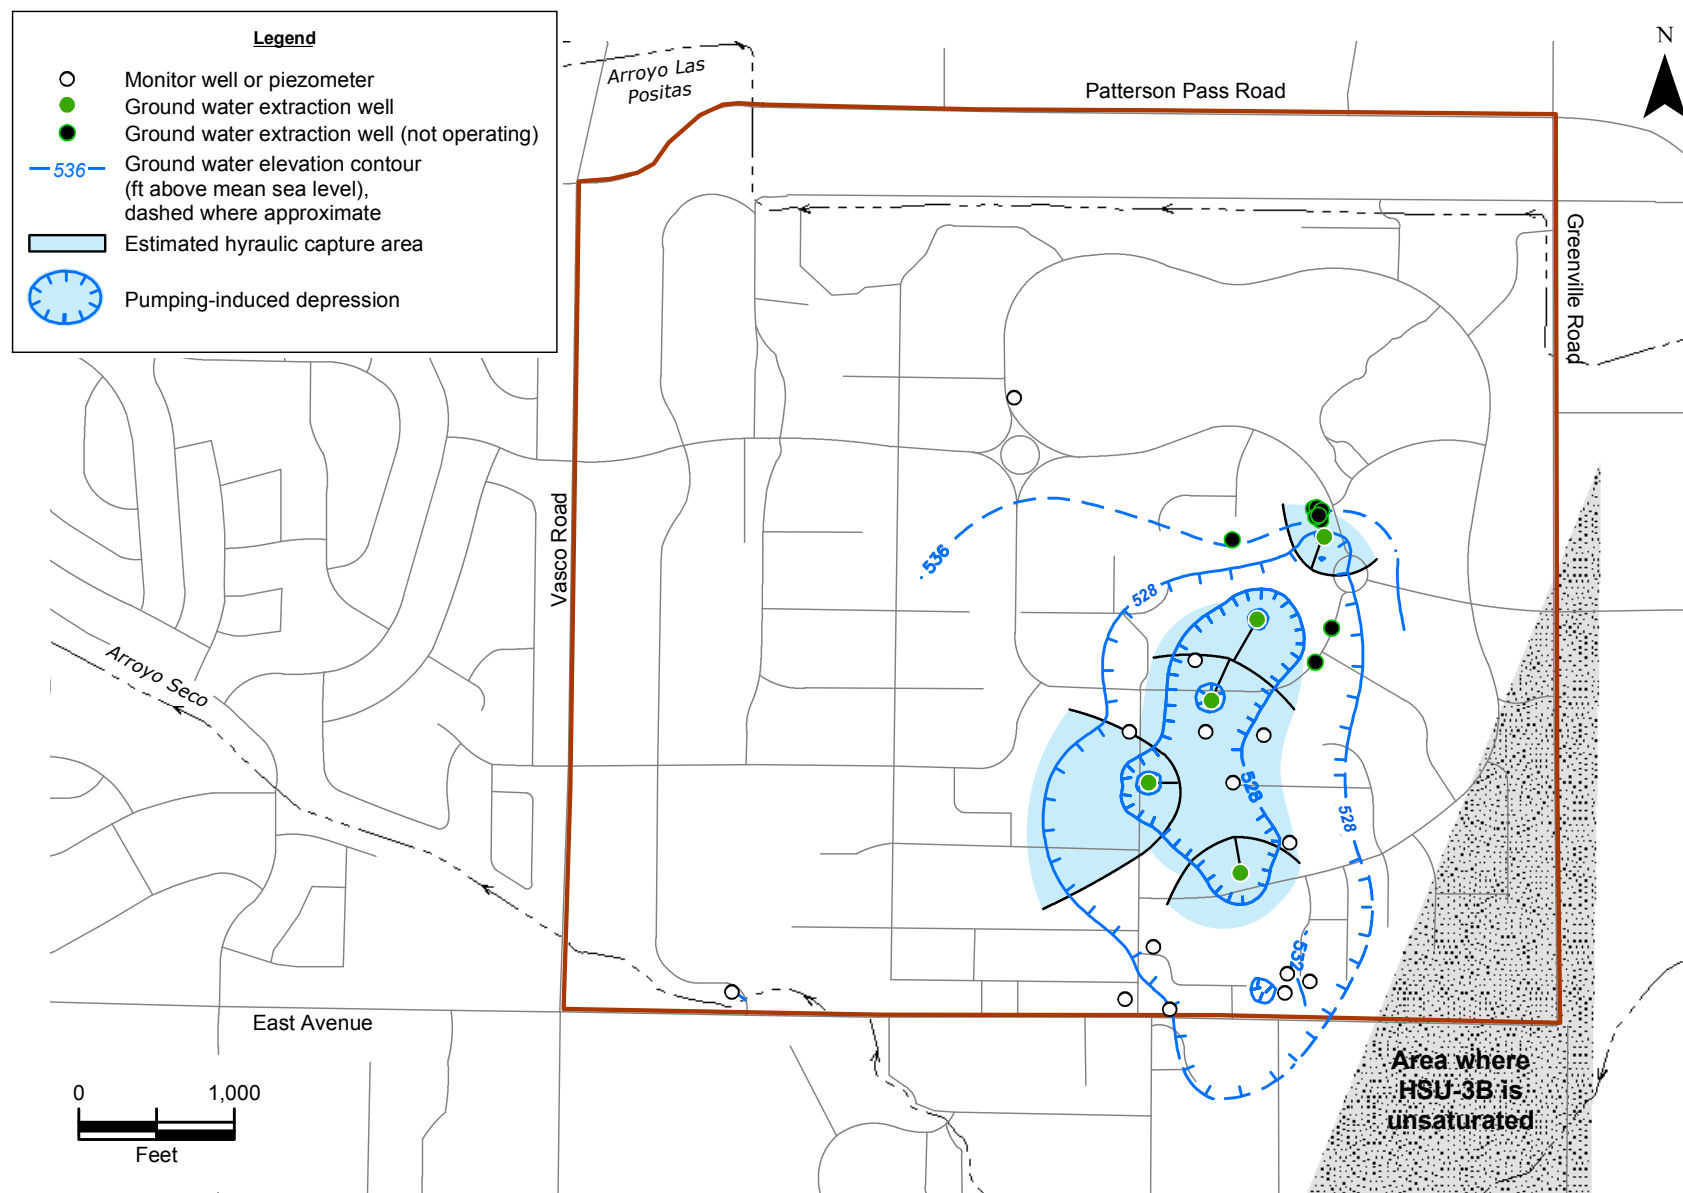 Legend
Monitor well or piezometer
Ground water extraction well
Ground water extraction well (not operating)
536
Ground water elevation contour
(ft above mean sea level),
dashed where approximate
Estimated hyraulic capture area
Pumping-induced depression
Arroyo Las
Positas
Patterson Pass Road
N
Greenville Road
Vasco Road
536
528
Arroyo Seco
528
528
532
East Avenue
Area where
HSU-3B is
unsaturated
0 1,000
Feet